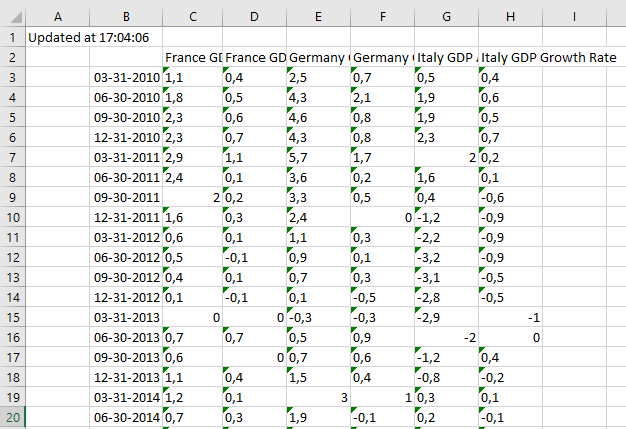 A B C D E F G H I
1 Updated at 17:04:06
2 France GD France GD Germany Germany Italy GDP Italy GDP Growth Rate
3 03-31-2010 1,1 0,4 2,5 0,7 0,5 0,4
4 06-30-2010 1,8 0,5 4,3 2,1 1,9 0,6
5 09-30-2010 2,3 0,6 4,6 0,8 1,9 0,5
6 12-31-2010 2,3 0,7 4,3 0,8 2,3 0,7
7 03-31-2011 2,9 1,1 5,7 1,7 2 0,2
8 06-30-2011 2,4 0,1 3,6 0,2 1,6 0,1
9 09-30-2011 2 0,2 3,3 0,5 0,4 -0,6
10 12-31-2011 1,6 0,3 2,4 0 -1,2 -0,9
11 03-31-2012 0,6 0,1 1,1 0,3 -2,2 -0,9
12 06-30-2012 0,5 -0,1 0,9 0,1 -3,2 -0,9
13 09-30-2012 0,4 0,1 0,7 0,3 -3,1 -0,5
14 12-31-2012 0,1 -0,1 0,1 -0,5 -2,8 -0,5
15 03-31-2013 0 0 -0,3 -0,3 -2,9 -1
16 06-30-2013 0,7 0,7 0,5 0,9 -2 0
17 09-30-2013 0,6 0 0,7 0,6 -1,2 0,4
18 12-31-2013 1,1 0,4 1,5 0,4 -0,8 -0,2
19 03-31-2014 1,2 0,1 3 1 0,3 0,1
20 06-30-2014 0,7 0,3 1,9 -0,1 0,2 -0,1